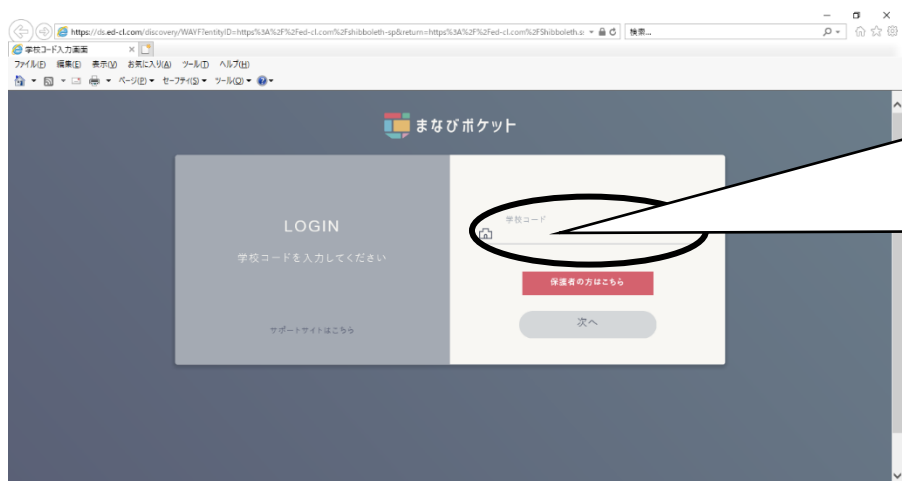 https://ds.ed-cl.com/discovery/WAYF?entityID=https%3A%2F%2Fed-cl.com%2Fshibboleth-sp&return=https%3A%2F%2Fed-cl.com%2FShibboleth.s
検索...
学校コード入力画面
ファイル(F) 編集(E) 表示(V) お気に入り(A) ツール(T) ヘルプ(H)
ページ(P) セーフティ(S) ツール(O)
まなびポケット
LOGIN
学校コードを入力してください
サポートサイトはこちら
学校コード
保護者の方はこちら
次へ